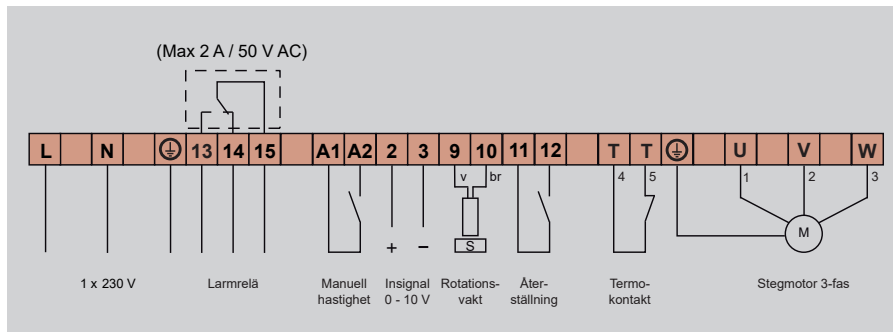 (Max 2 A / 50 V AC)
L N 13 14 15 A1 A2 2 3 9 10 11 12 T T U V W
v br 4 5 1 2 3
M
S
+ –
1 x 230 V Larmrelä Manuell hastighet Insignal 0 - 10 V Rotations- vakt Åter- ställning Termo- kontakt Stegmotor 3-fas